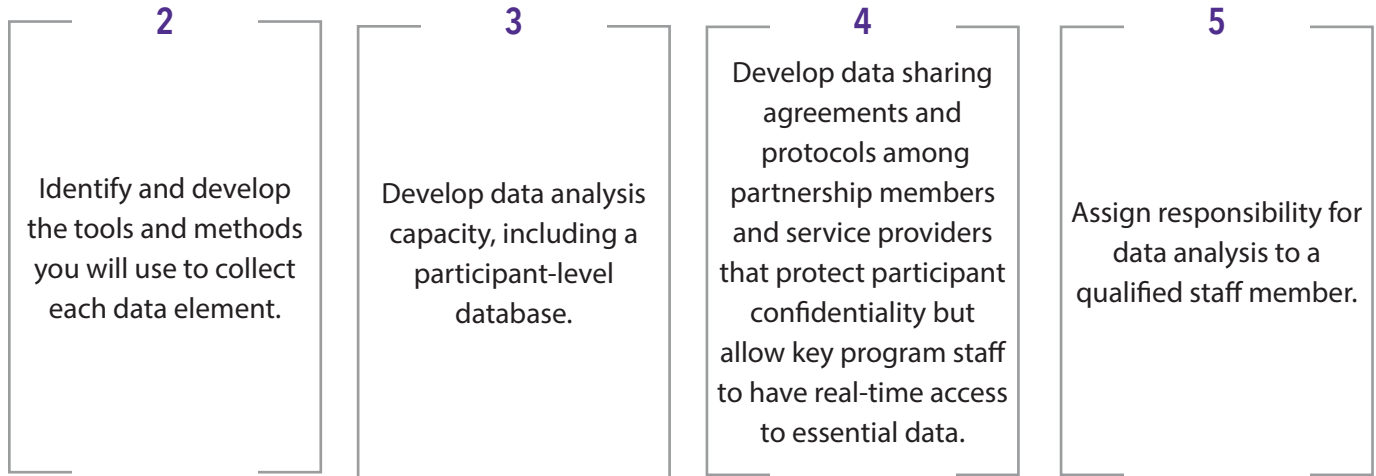 2
Identify and develop
the tools and methods
you will use to collect
each data element.
3
Develop data analysis
capacity, including a
participant-level
database.
4
Develop data sharing
agreements and
protocols among
partnership members
and service providers
that protect participant
confidentiality but
allow key program staff
to have real-time access
to essential data.
5
Assign responsibility for
data analysis to a
qualified staff member.